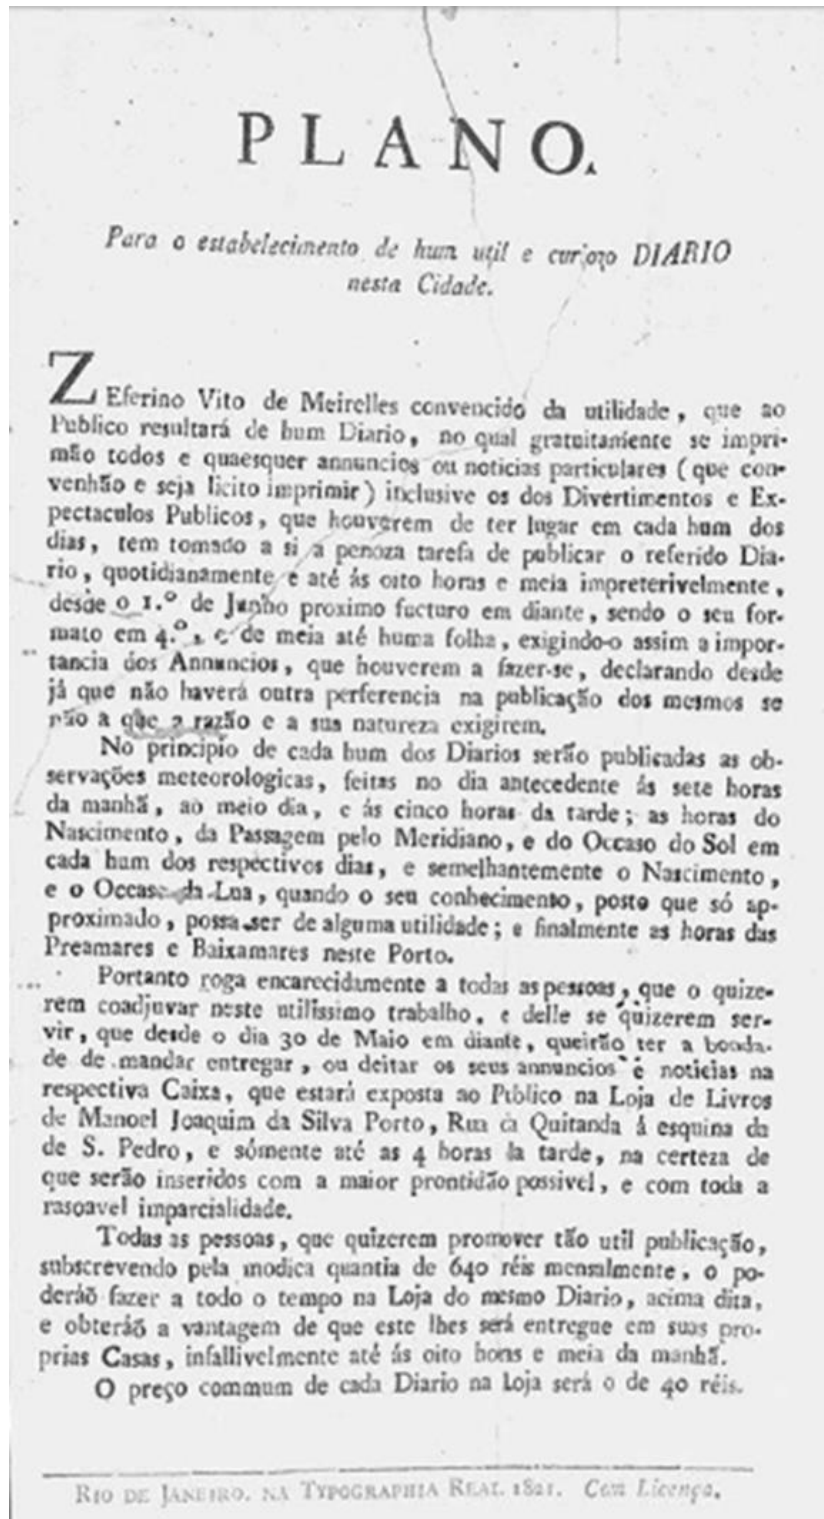 PLANO.
Para o estabelecimento de hum util e curiozo DIARIO
nesta Cidade.
ZEferino Vito de Meirelles convencido da utilidade, que ao
Publico resultará de hum Diario, no qual gratuitamente se impri-
mão todos e quaesquer annuncios ou noticias particulares (que con-
venhão e seja licito imprimir) inclusive os dos Divertimentos e Ex-
pectaculos Publicos, que houverem de ter lugar em cada hum dos
dias, tem tomado a si a penoza tarefa de publicar o referido Dia-
rio, quotidianamente e até ás oito horas e meia impreterivelmente,
desde o 1.º de Junho proximo fucturo em diante, sendo o seu for-
mato em 4.º, e de meia até huma folha, exigindo-o assim a impor-
tancia dos Annuncios, que houverem a fazer-se, declarando desde
já que não haverá outra perferencia na publicação dos mesmos se
não a que a razão e a sua natureza exigirem.
No principio de cada hum dos Diarios serão publicadas as ob-
servações meteorologicas, feitas no dia antecedente ás sete horas
da manhã, ao meio dia, e ás cinco horas da tarde; as horas do
Nascimento, da Passagem pelo Meridiano, e do Occaso do Sol em
cada hum dos respectivos dias, e semelhantemente o Nascimento,
e o Occaso da Lua, quando o seu conhecimento, posto que só ap-
proximado, possa ser de alguma utilidade; e finalmente as horas das
Preamares e Baixamares neste Porto.
Portanto roga encarecidamente a todas as pessoas, que o quize-
rem coadjuvar neste utilissimo trabalho, e delle se quizerem ser-
vir, que desde o dia 30 de Maio em diante, queirão ter a bonda-
de de mandar entregar, ou deitar os seus annuncios e noticias na
respectiva Caixa, que estará exposta ao Publico na Loja de Livros
de Manoel Joaquim da Silva Porto, Rua da Quitanda á esquina da
de S. Pedro, e sómente até as 4 horas da tarde, na certeza de
que serão inseridos com a maior prontidão possivel, e com toda a
rasoavel imparcialidade.
Todas as pessoas, que quizerem promover tão util publicação,
subscrevendo pela modica quantia de 640 réis mensalmente, o po-
deráõ fazer a todo o tempo na Loja do mesmo Diario, acima dita,
e obteráõ a vantagem de que este lhes será entregue em suas pro-
prias Casas, infallivelmente até ás oito horas e meia da manhã.
O preço commum de cada Diario na Loja será o de 40 réis.
RIO DE JANEIRO. NA TYPOGRAPHIA REAL 1821. Com Licença.